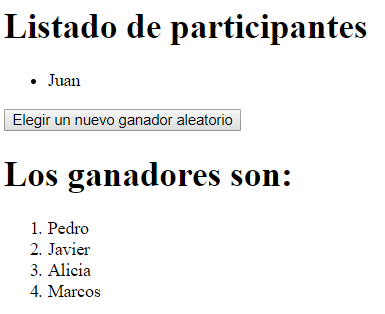 Listado de participantes
• Juan
Elegir un nuevo ganador aleatorio
Los ganadores son:
1. Pedro
2. Javier
3. Alicia
4. Marcos